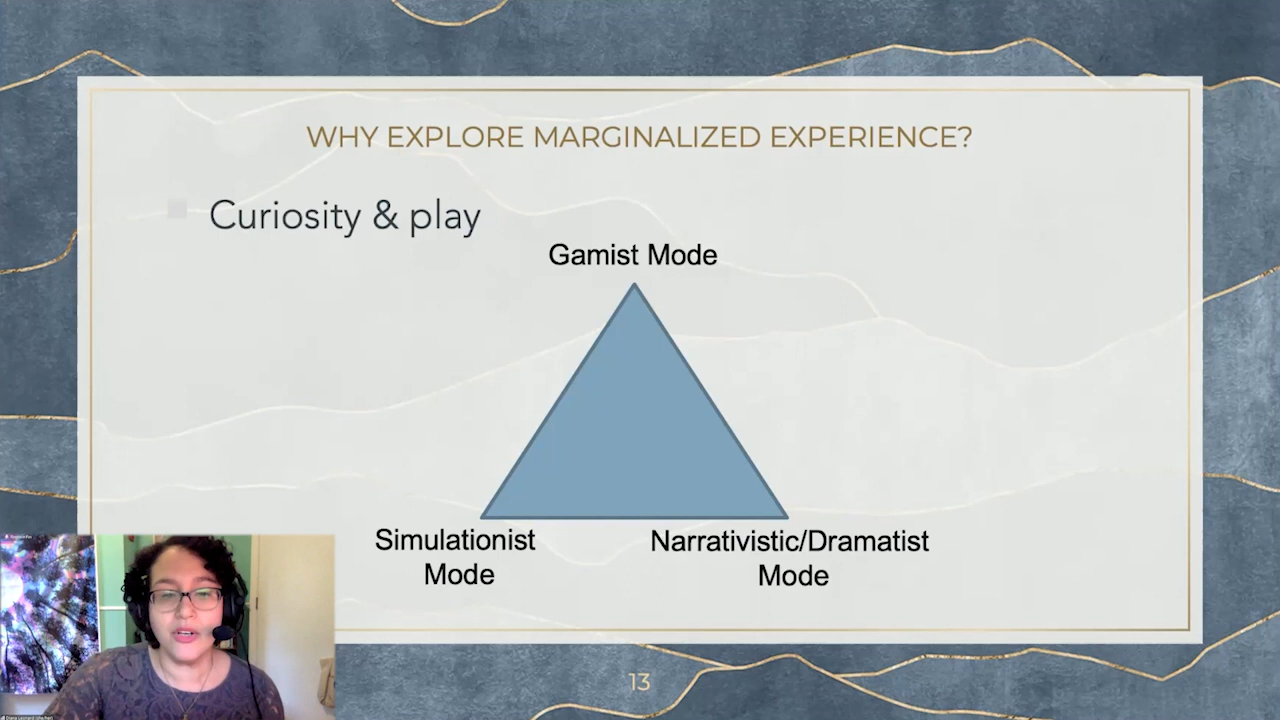 WHY EXPLORE MARGINALIZED EXPERIENCE?
Curiosity & play
Gamist Mode
Simulationist
Mode
Narrativistic/Dramatist
Mode
13